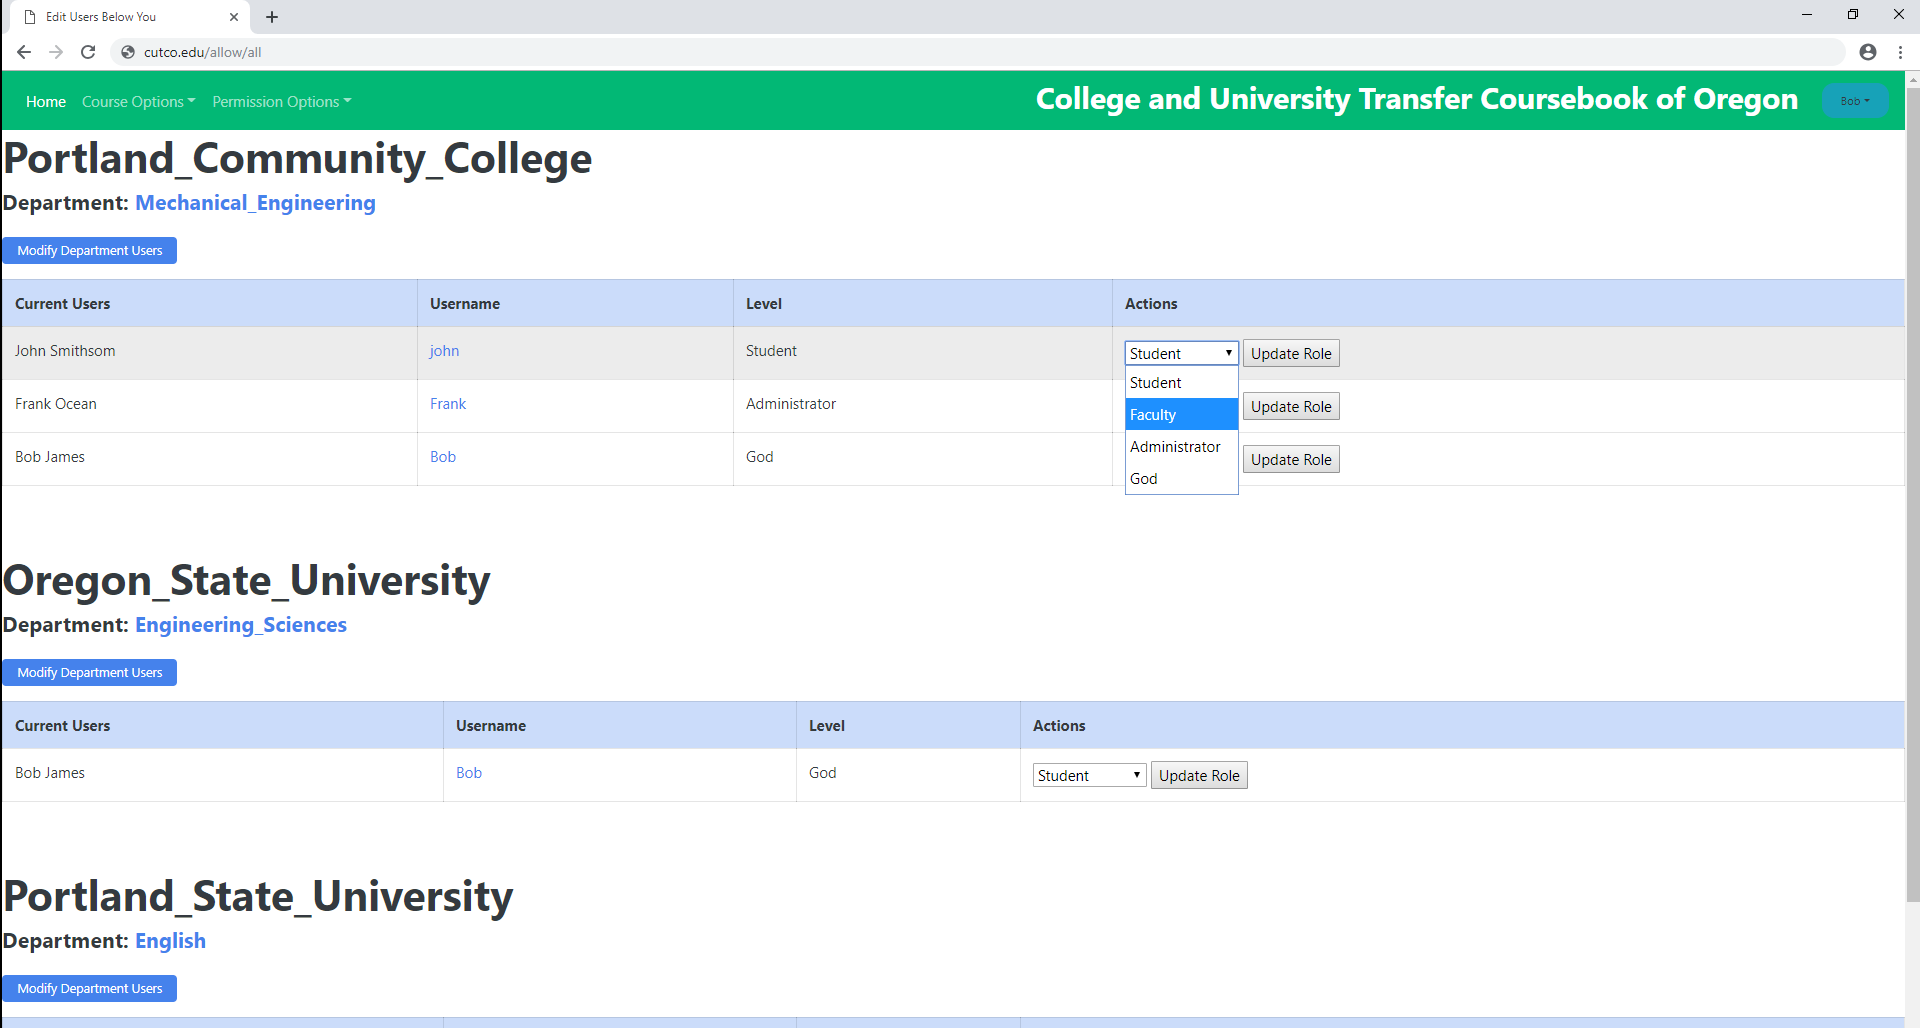 Edit Users Below You
cutco.edu/allow/all
Home Course Options Permission Options College and University Transfer Coursebook of Oregon Bob
Portland_Community_College
Department: Mechanical_Engineering
Modify Department Users
Current Users Username Level Actions
John Smithsom john Student Student Update Role
Student
Frank Ocean Frank Administrator Faculty Update Role
Administrator
Bob James Bob God Update Role
God
Oregon_State_University
Department: Engineering_Sciences
Modify Department Users
Current Users Username Level Actions
Bob James Bob God Student Update Role
Portland_State_University
Department: English
Modify Department Users